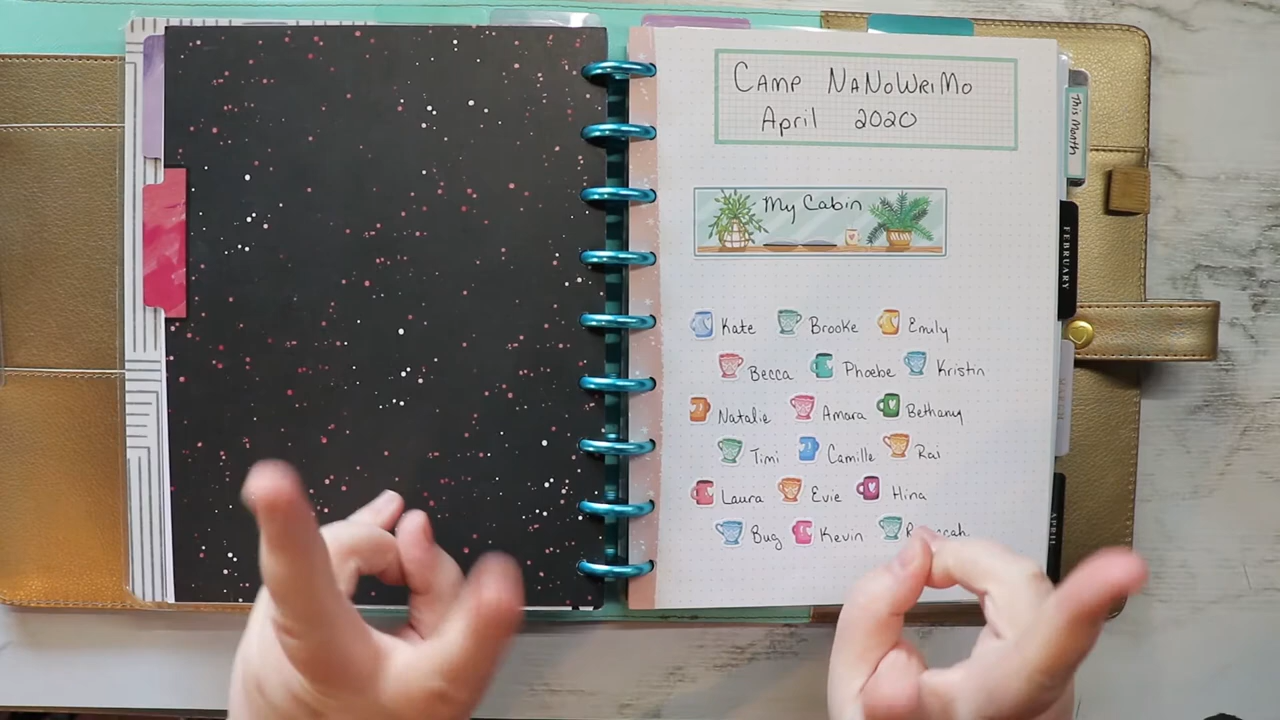 Camp NaNoWriMo
April 2020
This Month
My Cabin
FEBRUARY
Kate Brooke Emily
Becca Phoebe Kristin
Natalie Amara Bethany
Timi Camille Rai
Laura Evie Hina
Bug Kevin
APRIL